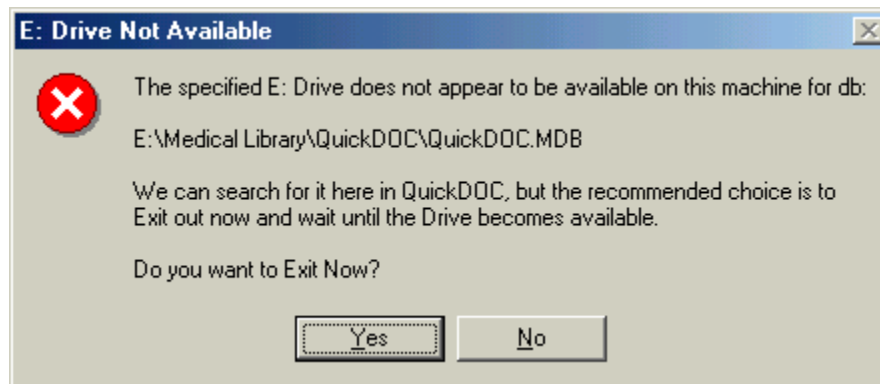 E: Drive Not Available
The specified E: Drive does not appear to be available on this machine for db:
E:\Medical Library\QuickDOC\QuickDOC.MDB
We can search for it here in QuickDOC, but the recommended choice is to
Exit out now and wait until the Drive becomes available.
Do you want to Exit Now?
Yes
No